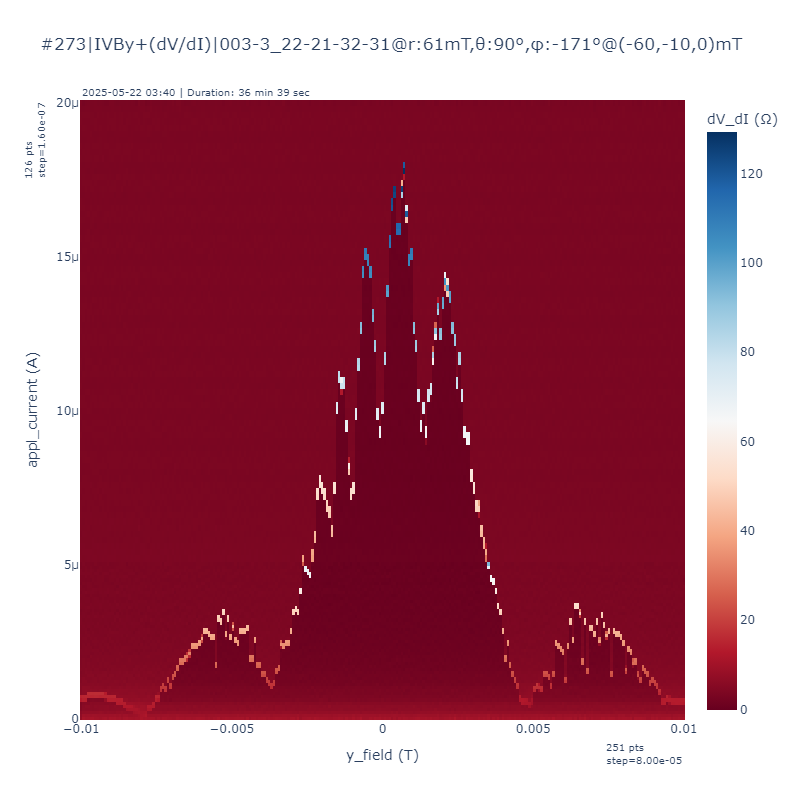 #273|IVBy+(dV/dI)|003-3_22-21-32-31@r:61mT,θ:90°,φ:-171°@(-60,-10,0)mT
2025-05-22 03:40 | Duration: 36 min 39 sec
126 pts
step=1.60e-07
dV_dI (Ω)
20μ
15μ
10μ
5μ
0
appl_current (A)
120
100
80
60
40
20
0
−0.01
−0.005
0
0.005
0.01
y_field (T)
251 pts
step=8.00e-05